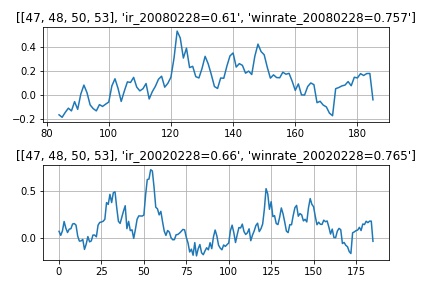 [[47, 48, 50, 53], 'ir_20080228=0.61', 'winrate_20080228=0.757']
0.4
0.2
0.0
−0.2
80 100 120 140 160 180
[[47, 48, 50, 53], 'ir_20020228=0.66', 'winrate_20020228=0.765']
0.5
0.0
0 25 50 75 100 125 150 175